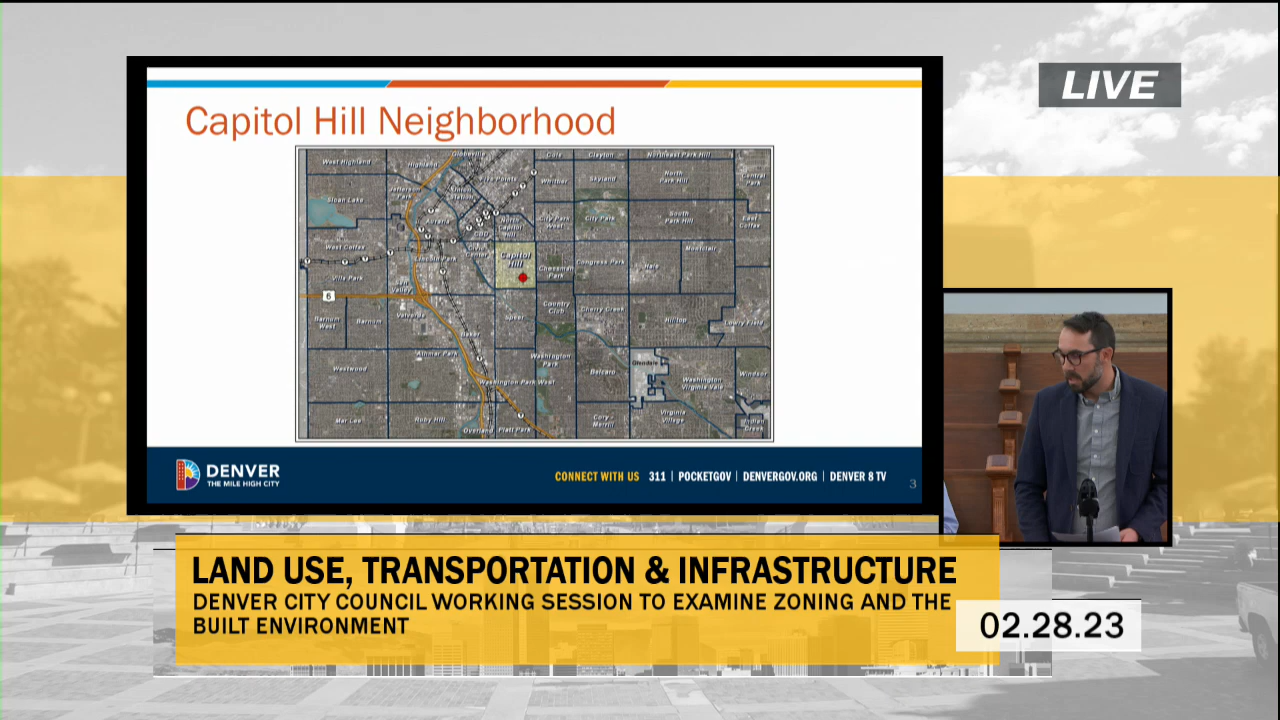 LIVE
Capitol Hill Neighborhood
West Highland
Highland
Globeville
Cole
Clayton
Northeast Park Hill
Five Points
Whittier
Skyland
North
Park Hill
Central
Park
Jefferson
Park
Union
Station
Sloan Lake
Auraria
CBD
North
Capitol
Hill
City Park
West
City Park
South
Park Hill
East
Colfax
West Colfax
Civic
Center
Lincoln Park
Capitol
Hill
Cheesman
Park
Congress Park
Hale
Montclair
Villa Park
Sun
Valley
6
Barnum
West
Barnum
Valverde
Baker
Speer
Country
Club
Cherry Creek
Hilltop
Lowry Field
Westwood
Athmar Park
Washington Park West
Washington
Park
Belcaro
Glendale
Washington
Virginia Vale
Windsor
Mar Lee
Ruby Hill
Overland
Platt Park
Cory -
Merrill
Virginia
Village
Indian
Creek
DENVER
THE MILE HIGH CITY
CONNECT WITH US 311 | POCKETGOV | DENVERGOV.ORG | DENVER 8 TV
3
LAND USE, TRANSPORTATION & INFRASTRUCTURE
DENVER CITY COUNCIL WORKING SESSION TO EXAMINE ZONING AND THE
BUILT ENVIRONMENT
02.28.23